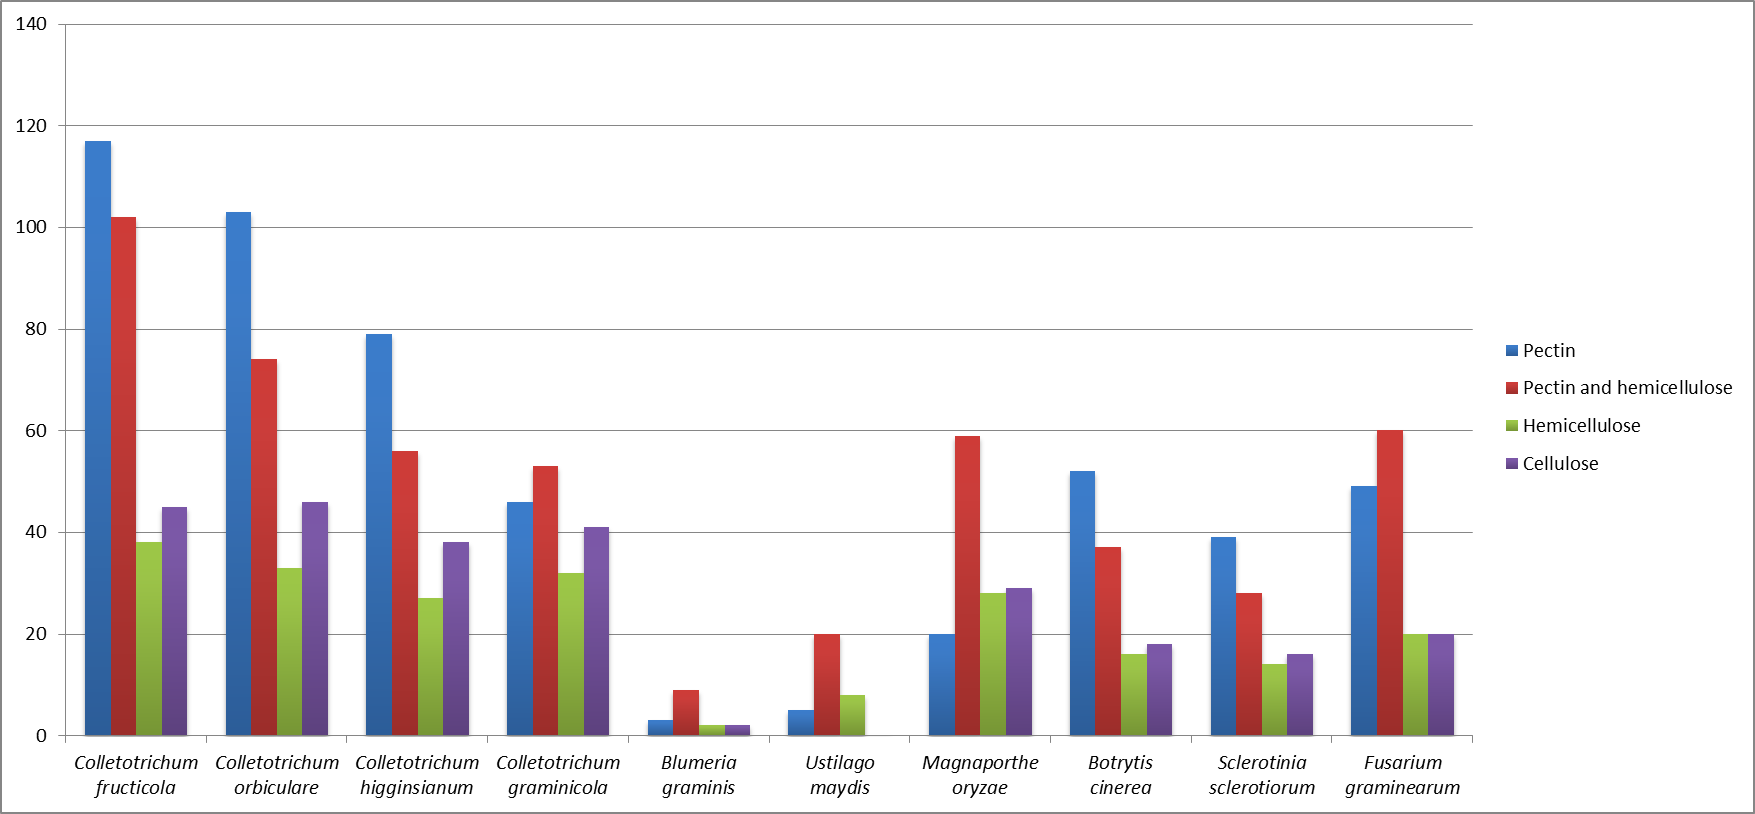 140
120
100
80
60
40
20
0
Colletotrichum fructicola
Colletotrichum orbiculare
Colletotrichum higginsianum
Colletotrichum graminicola
Blumeria graminis
Ustilago maydis
Magnaporthe oryzae
Botrytis cinerea
Sclerotinia sclerotiorum
Fusarium graminearum
Pectin
Pectin and hemicellulose
Hemicellulose
Cellulose